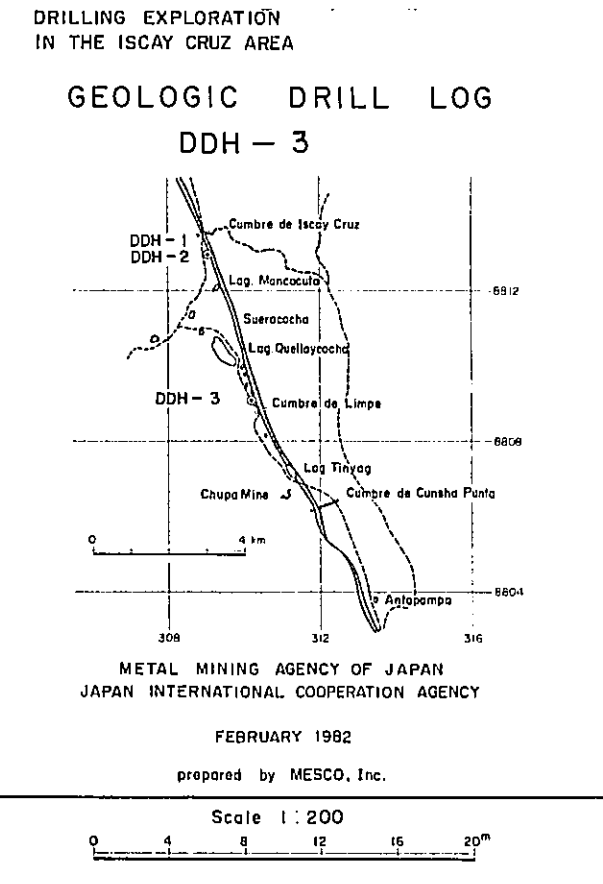 DRILLING EXPLORATION
IN THE ISCAY CRUZ AREA
GEOLOGIC DRILL LOG
DDH - 3
Cumbre de Iscay Cruz
DDH - 1
DDH - 2
Lag. Mancacuta
8812
Sueracocha
Lag. Quellaycocha
DDH - 3
Cumbre de Limpe
8808
Lag Tinyag
Chupa Mine
Cumbre de Cunsha Punta
0 4 km
8804
Antapampa
308 312 316
METAL MINING AGENCY OF JAPAN
JAPAN INTERNATIONAL COOPERATION AGENCY
FEBRUARY 1982
prepared by MESCO, Inc.
Scale 1:200
0 4 8 12 16 20m